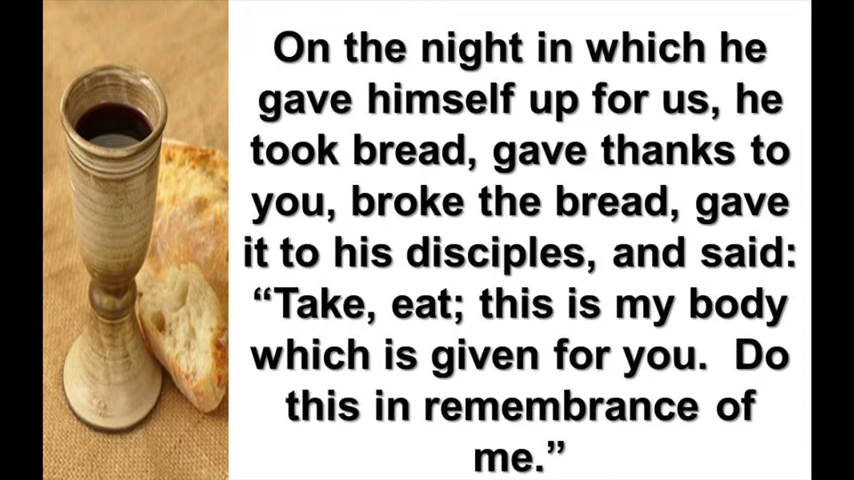 On the night in which he
gave himself up for us, he
took bread, gave thanks to
you, broke the bread, gave
it to his disciples, and said:
“Take, eat; this is my body
which is given for you.  Do
this in remembrance of
me.”